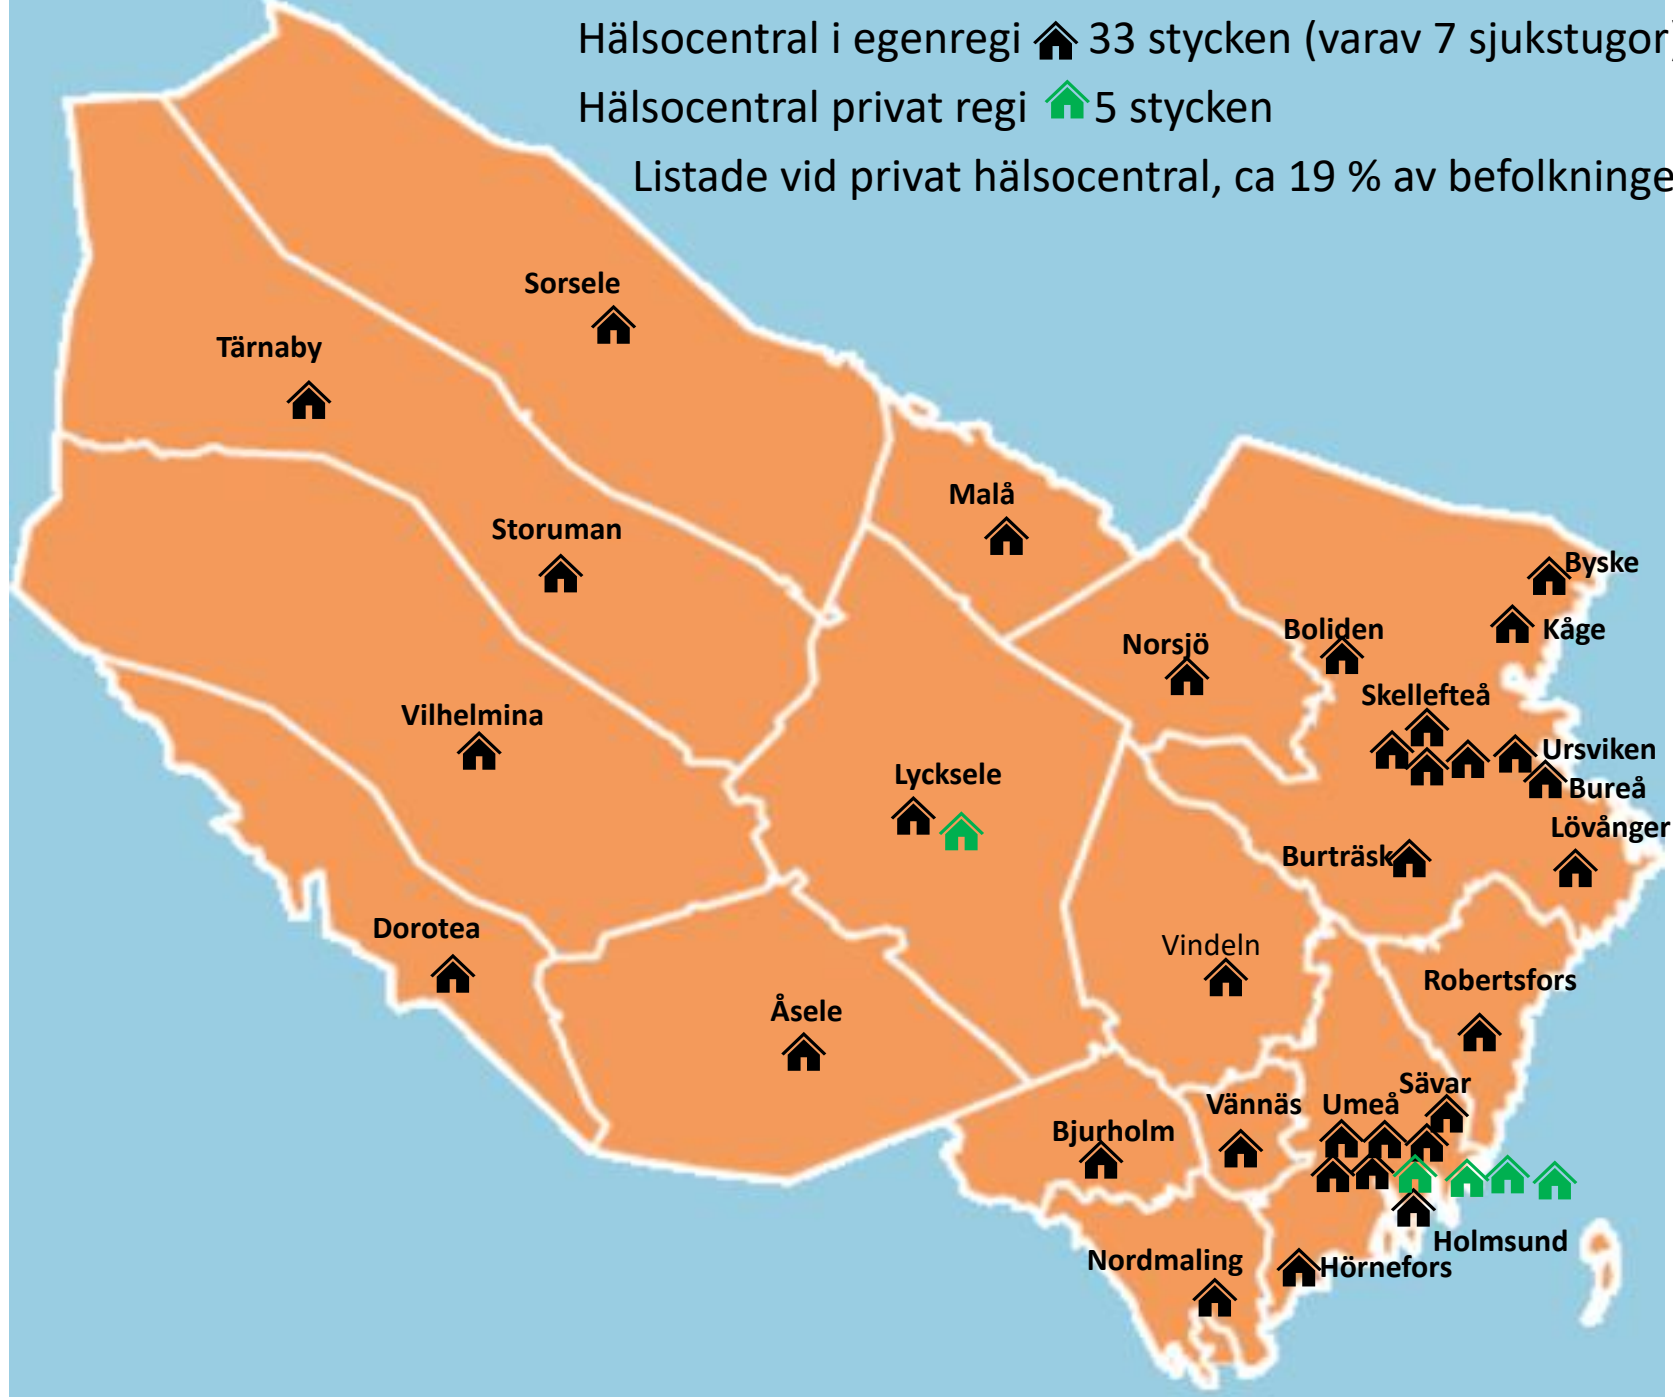 Hälsocentral i egenregi 33 stycken (varav 7 sjukstugor)
Hälsocentral privat regi 5 stycken
Listade vid privat hälsocentral, ca 19 % av befolkninge
Sorsele
Tärnaby
Malå
Storuman
Byske
Boliden
Kåge
Norsjö
Skellefteå
Vilhelmina
Ursviken
Lycksele
Bureå
Lövånger
Burträsk
Dorotea
Vindeln
Robertsfors
Åsele
Sävar
Vännäs
Umeå
Bjurholm
Holmsund
Nordmaling
Hörnefors